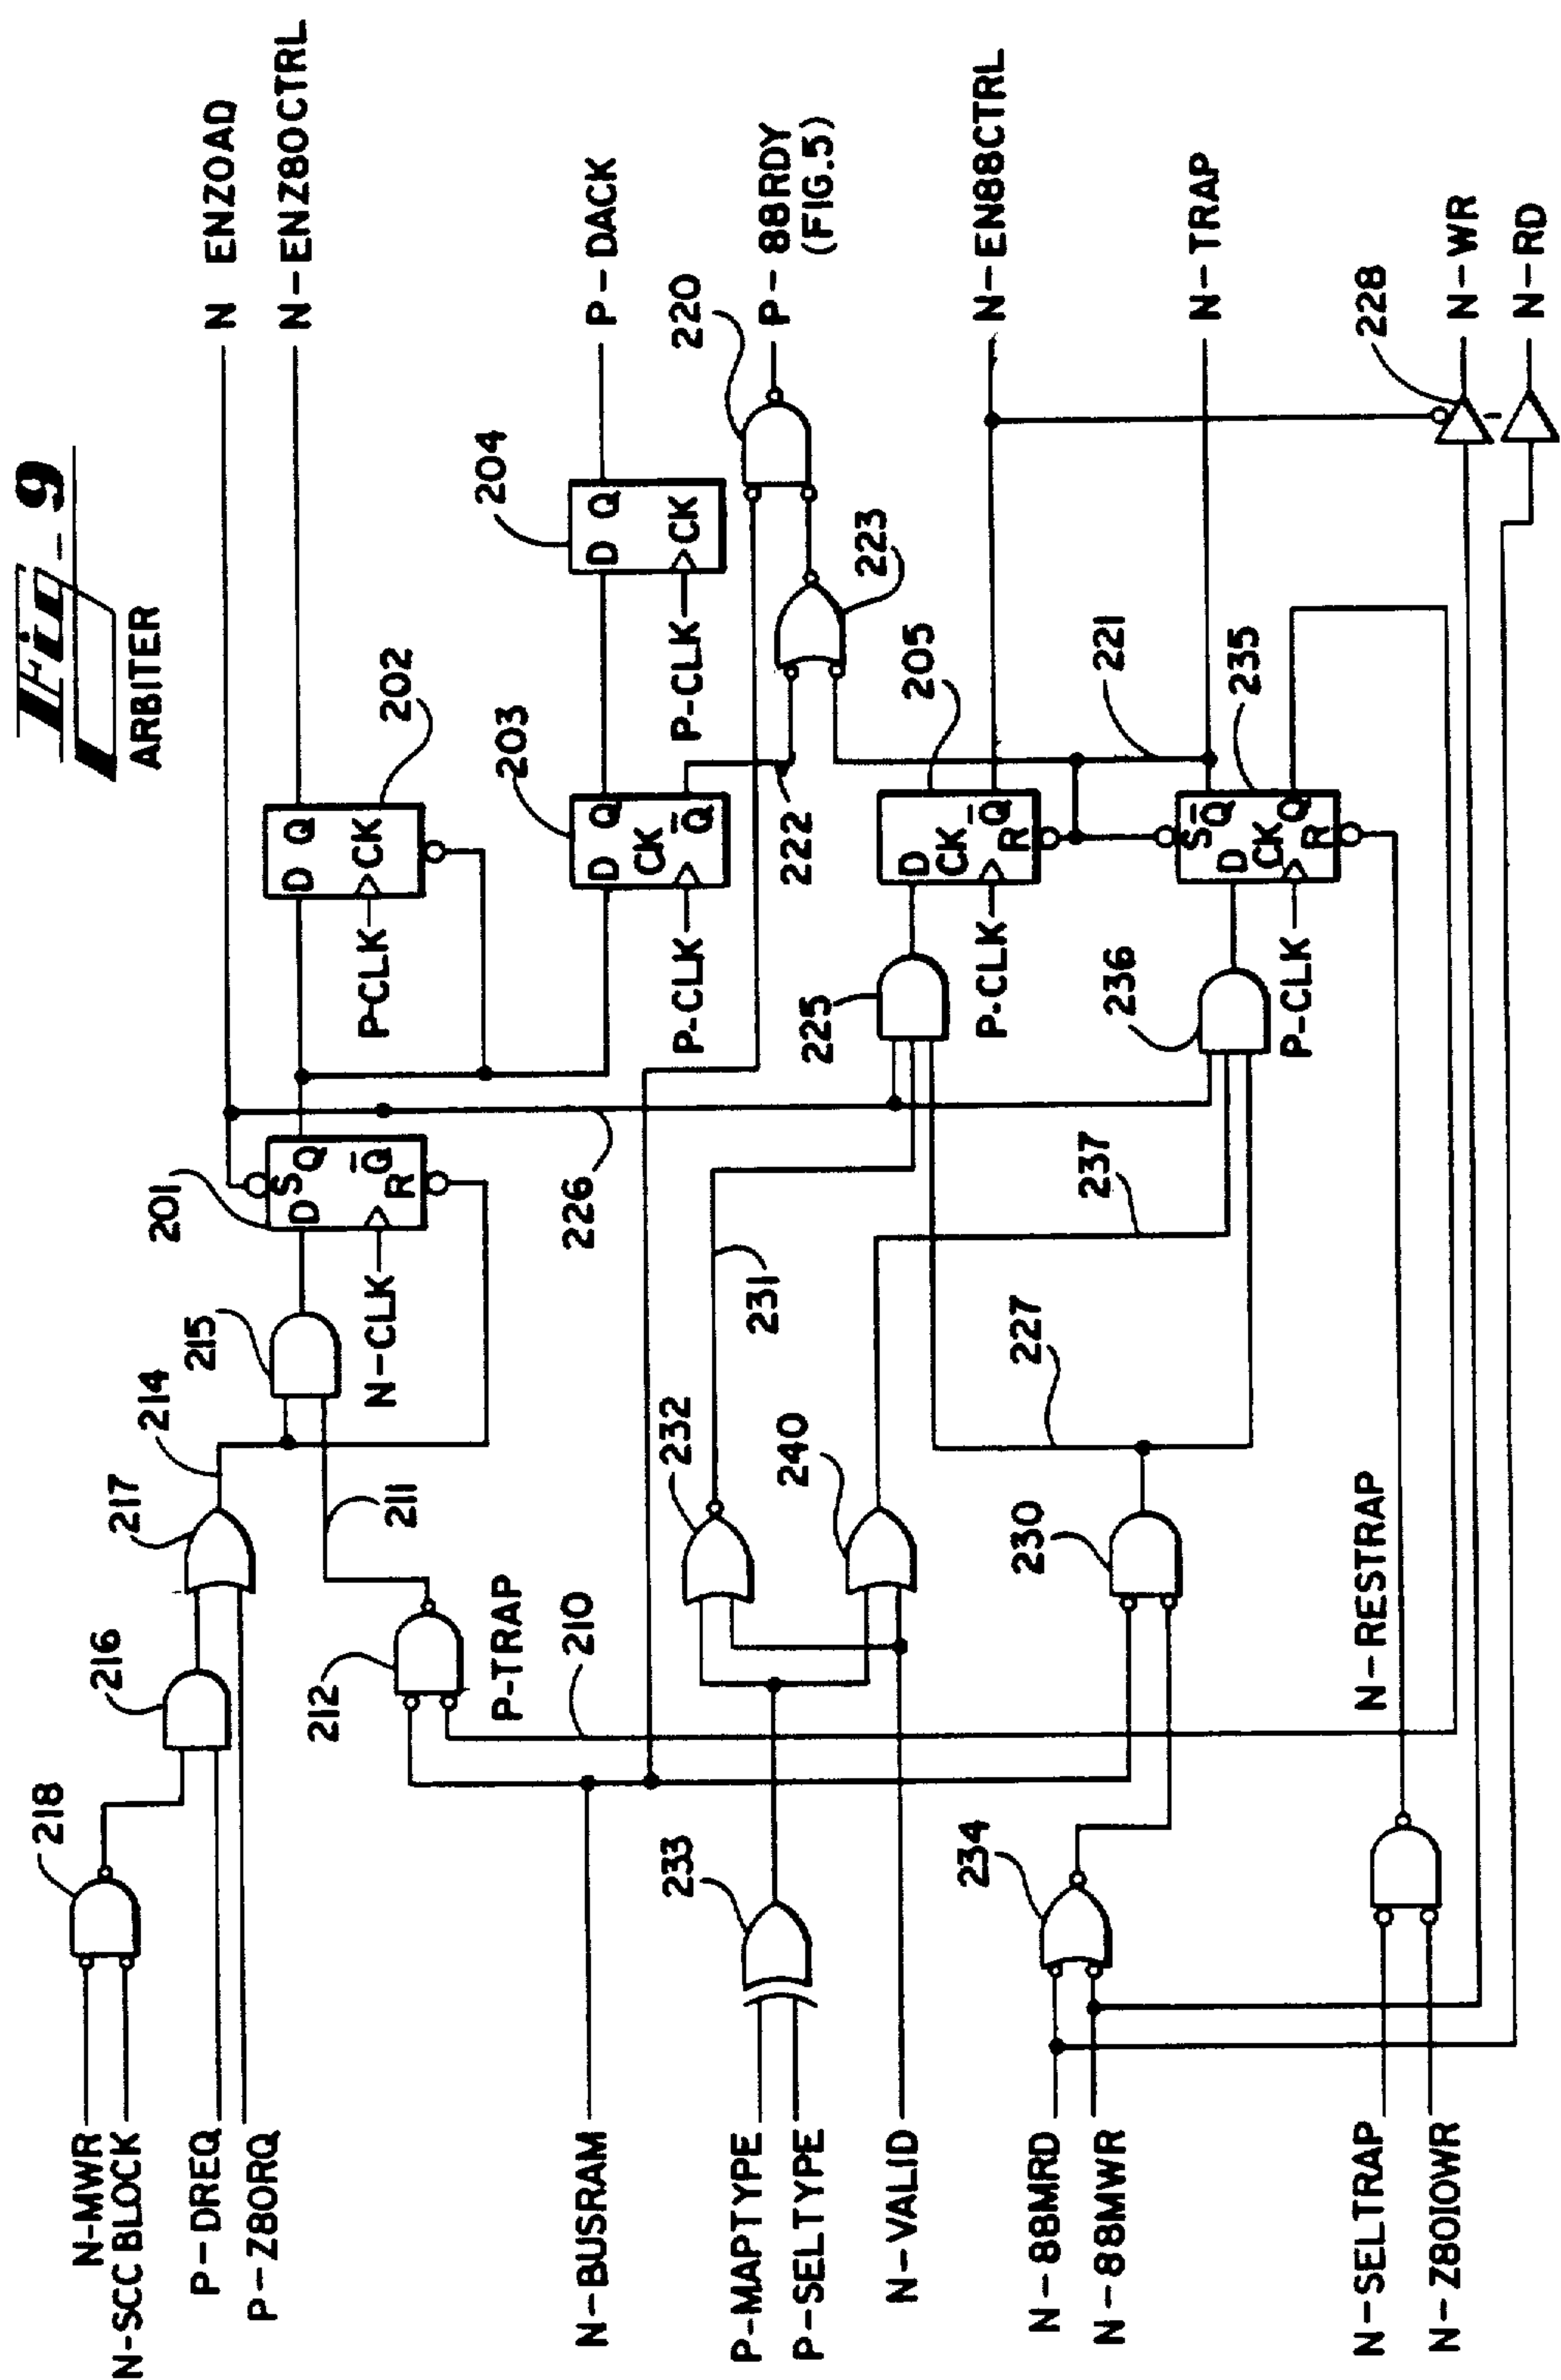 Fig_9
ARBITER
N-MWR
N-SCC BLOCK
P-DREQ
P-Z80RQ
N-BUSRAM
P-MAPTYPE
P-SELTYPE
N-VALID
N-88MRD
N-88MWR
N-SELTRAP
N-Z80IOWR
218
216
217
214
215
211
212
P-TRAP
210
233
232
240
231
234
230
227
237
N-RESTRAP
201
D
S
Q
Q̅
R
N-CLK
226
225
236
202
D Q
CK
P-CLK
203
D Q
CK
Q̅
P-CLK
222
204
D Q
CK
P-CLK
223
220
205
D
CK
Q̅
R
P-CLK
221
235
S
Q̅
D
CK
Q
R
P-CLK
228
N ENZ0AD
N-ENZ80CTRL
P-DACK
P-88RDY
(FIG.5)
N-EN88CTRL
N-TRAP
N-WR
N-RD